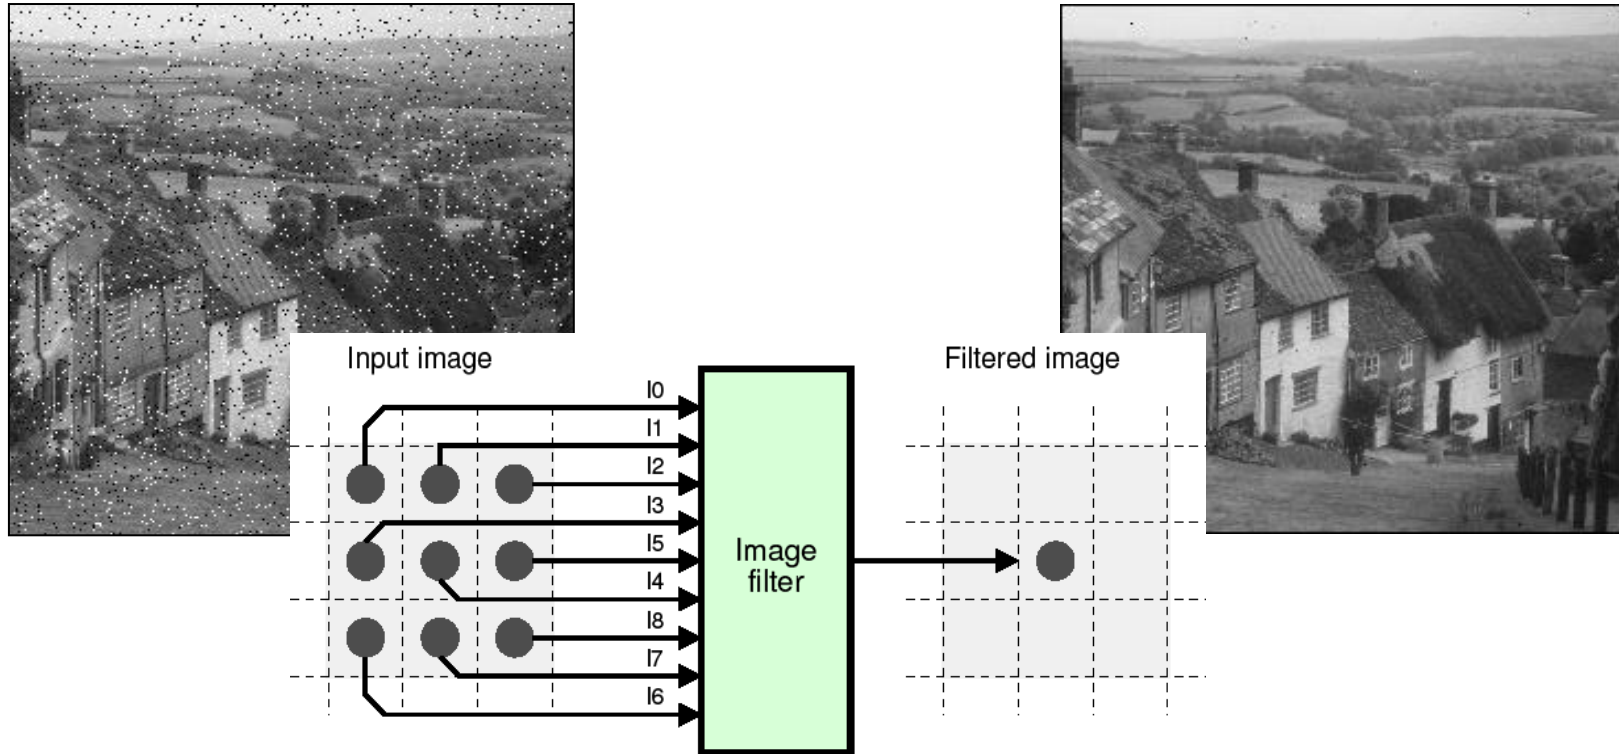 Input image
Filtered image
I0
I1
I2
I3
I5
I4
I8
I7
I6
Image
filter